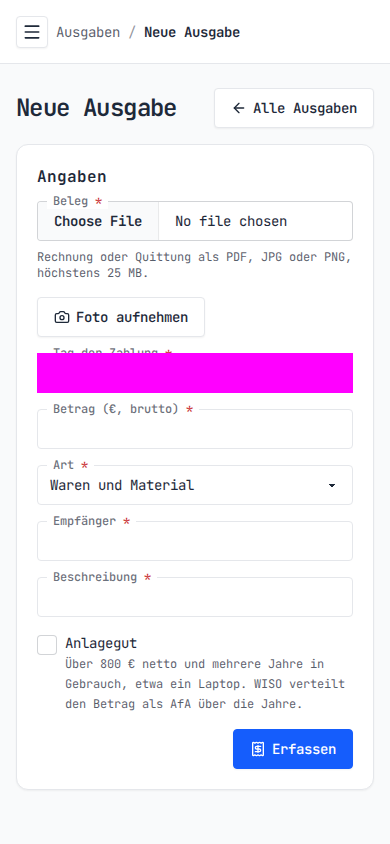 Ausgaben / Neue Ausgabe
Neue Ausgabe
Alle Ausgaben
Angaben
Beleg *
Choose File No file chosen
Rechnung oder Quittung als PDF, JPG oder PNG,
höchstens 25 MB.
Foto aufnehmen
Tag der Zahlung *
Betrag (€, brutto) *
Art *
Waren und Material
Empfänger *
Beschreibung *
Anlagegut
Über 800 € netto und mehrere Jahre in
Gebrauch, etwa ein Laptop. WISO verteilt
den Betrag als AfA über die Jahre.
Erfassen